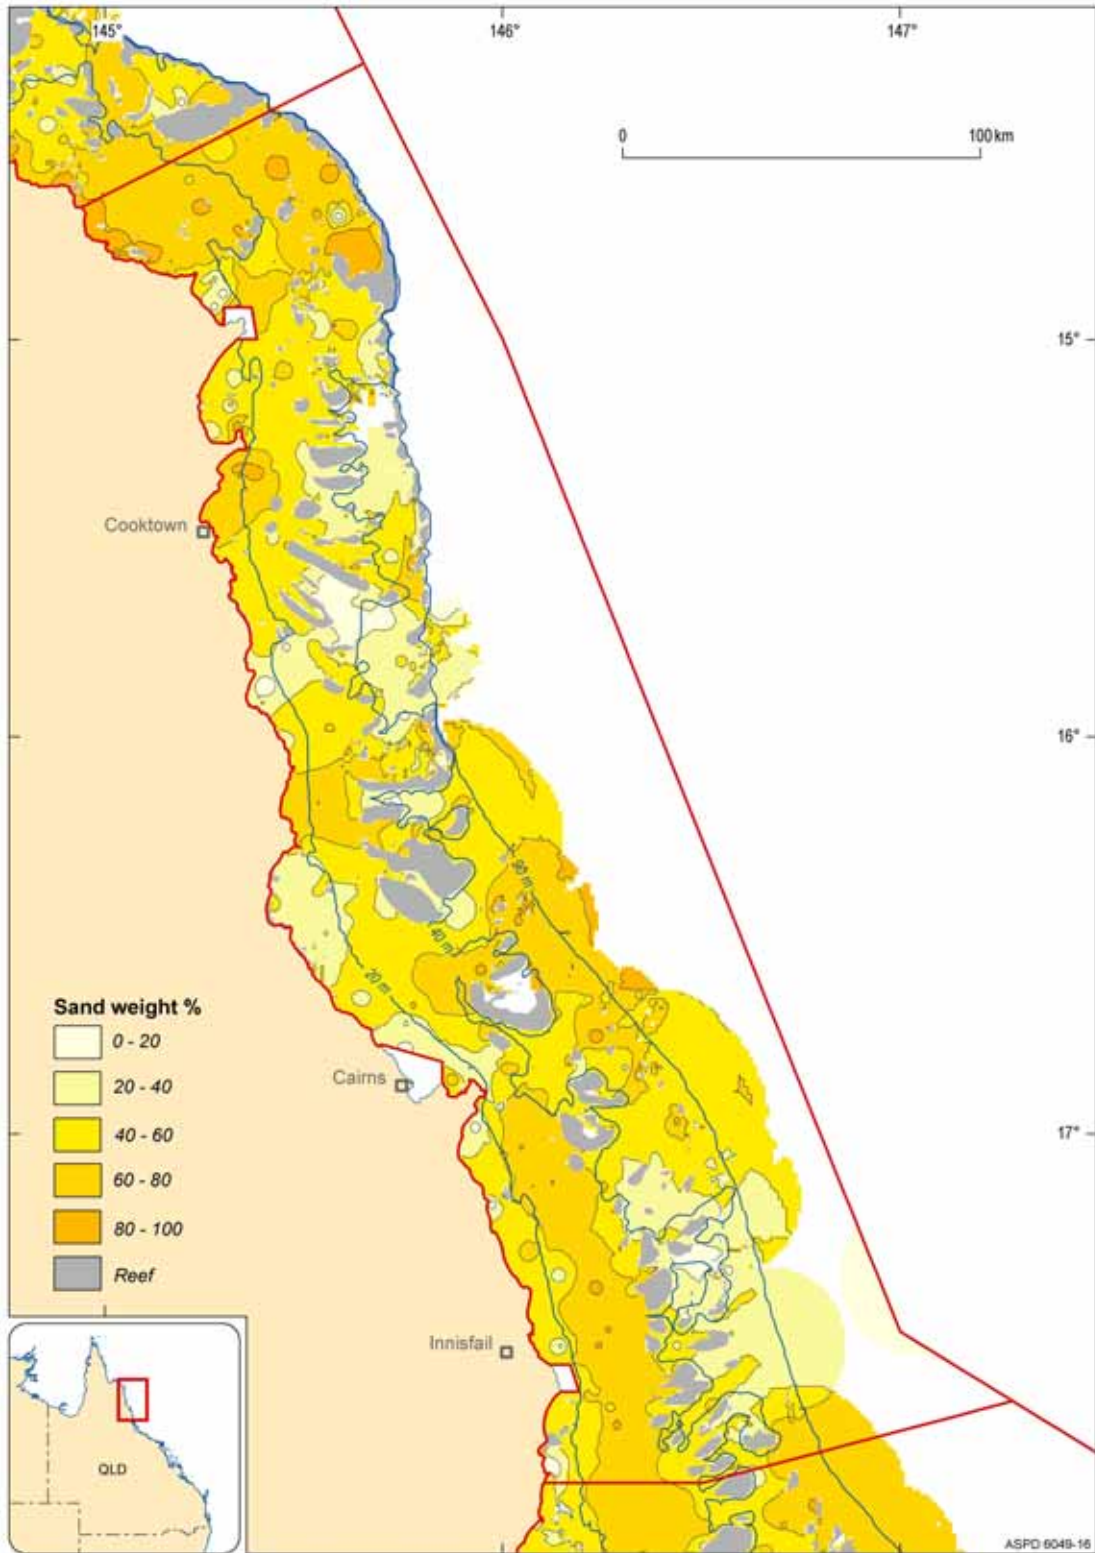 145°
146°
147°
0
100 km
15°
Cooktown
16°
90 m
40 m
20 m
Sand weight %
0 - 20
20 - 40
40 - 60
60 - 80
80 - 100
Reef
Cairns
17°
Innisfail
QLD
ASPD 6049-16